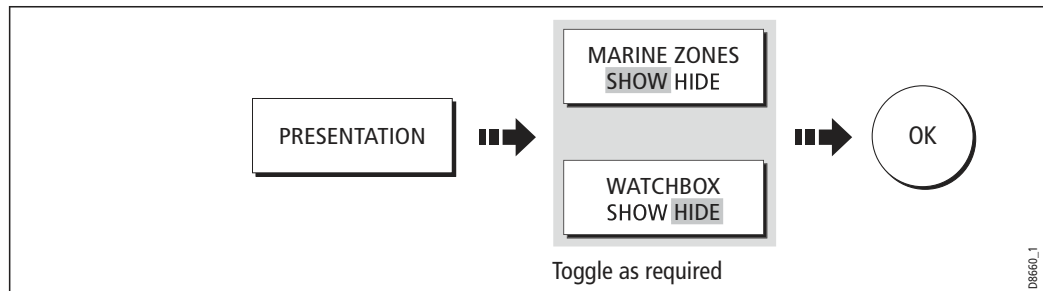 PRESENTATION
MARINE ZONES
SHOW HIDE
WATCHBOX
SHOW HIDE
Toggle as required
OK
D8660_1